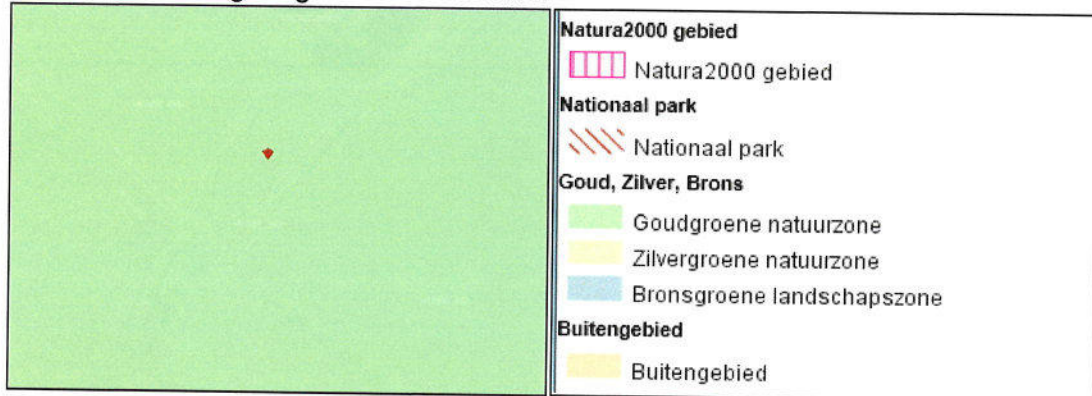 Natura2000 gebied
Natura2000 gebied
Nationaal park
Nationaal park
Goud, Zilver, Brons
Goudgroene natuurzone
Zilvergroene natuurzone
Bronsgroene landschapszone
Buitengebied
Buitengebied